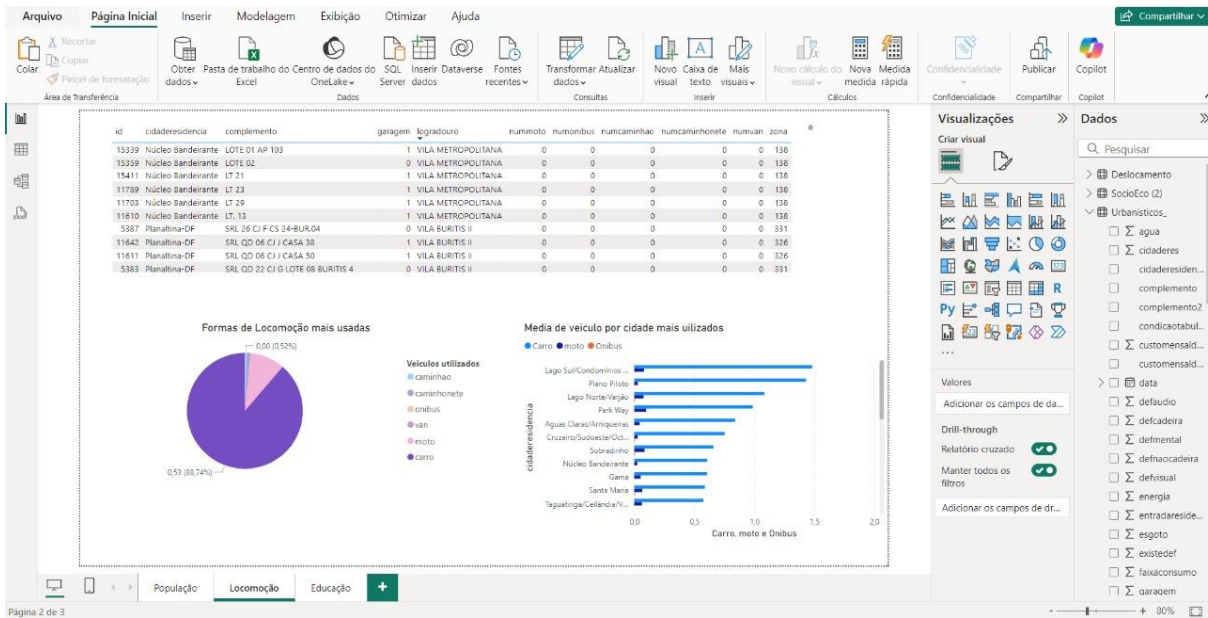 Arquivo Página Inicial Inserir Modelagem Exibição Otimizar Ajuda Compartilhar
Colar
Recortar
Copiar
Pincel de formatação
Área de Transferência
Obter dados
Pasta de trabalho do Excel
Centro de dados do OneLake
SQL Server
Inserir dados
Dataverse
Fontes recentes
Dados
Transformar dados
Atualizar
Consultas
Novo visual
A
Caixa de texto
Mais visuais
Inserir
Novo cálculo do visual
Nova medida
Medida rápida
Cálculos
Confidencialidade
Confidencialidade
Publicar
Compartilhar
Copilot
Copilot
id cidaderesidencia complemento garagem logradouro nummoto numonibus numcaminhao numcaminhonete numvan zona
15339 Núcleo Bandeirante LOTE 01 AP 103 1 VILA METROPOLITANA 0 0 0 0 0 138
15359 Núcleo Bandeirante LOTE 02 0 VILA METROPOLITANA 0 0 0 0 0 138
15411 Núcleo Bandeirante LT 21 1 VILA METROPOLITANA 0 0 0 0 0 138
11789 Núcleo Bandeirante LT 23 1 VILA METROPOLITANA 0 0 0 0 0 138
11703 Núcleo Bandeirante LT 29 1 VILA METROPOLITANA 0 0 0 0 0 138
11610 Núcleo Bandeirante LT. 13 1 VILA METROPOLITANA 0 0 0 0 0 138
5387 Planaltina-DF SRL 26 CJ F CS 24-BUR.04 0 VILA BURITIS II 0 0 0 0 0 331
11642 Planaltina-DF SRL QD 06 CJ J CASA 38 1 VILA BURITIS II 0 0 0 0 0 326
11611 Planaltina-DF SRL QD 06 CJ J CASA 50 1 VILA BURITIS II 0 0 0 0 0 326
5383 Planaltina-DF SRL QD 22 CJ G LOTE 08 BURITIS 4 0 VILA BURITIS II 0 0 0 0 0 331
Formas de Locomoção mais usadas
0,00 (0,52%)
0,53 (88,74%)
Veiculos utilizados
caminhao
caminhonete
onibus
van
moto
carro
Media de veiculo por cidade mais uilizados
Carro moto Onibus
cidaderesidencia
Lago Sul/Condomínios ...
Plano Piloto
Lago Norte/Varjão
Park Way
Aguas Claras/Arniqueiras
Cruzeiro/Sudoeste/Oct...
Sobradinho
Núcleo Bandeirante
Gama
Santa Maria
Taguatinga/Ceilândia/V...
0,0 0,5 1,0 1,5 2,0
Carro, moto e Onibus
Visualizações
Criar visual
R
Py
123
...
Valores
Adicionar os campos de da...
Drill-through
Relatório cruzado
Manter todos os filtros
Adicionar os campos de dr...
Dados
Pesquisar
Deslocamento
SocioEco (2)
Urbanisticos_
agua
cidaderes
cidaderesiden...
complemento
complemento2
condicaotabul...
customensald...
customensald...
data
defaudio
defcadeira
defmental
defnaocadeira
defvisual
energia
entradareside...
esgoto
existedef
faixaconsumo
garagem
População Locomoção Educação +
Página 2 de 3
- + 80%